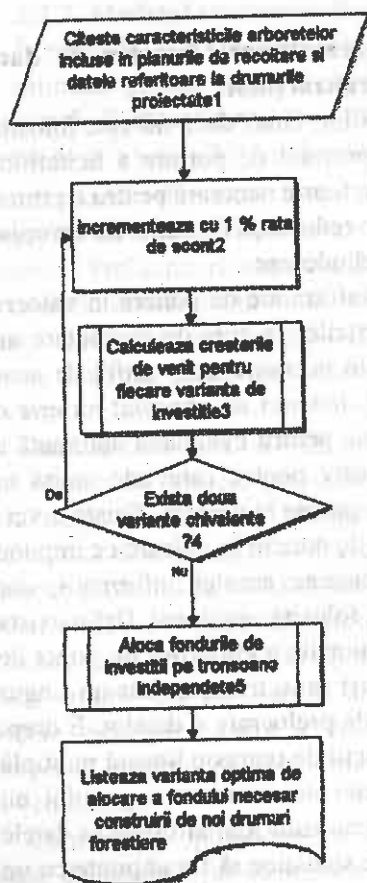 Citeste caracteristicile arboretelor
incluse in planurile de recoltare si
datele referitoare la drumurile
proiectate1
incrementeaza cu 1 % rata
de scont2
Calculeaza cresterile
de venit pentru
fiecare varianta de
investitie3
Da
Exista doua
variante echivalente
?4
Nu
Aloca fondurile de
investitii pe tronsoane
independete5
Listeaza varianta optima de
alocare a fondului necesar
construirii de noi drumuri
forestiere